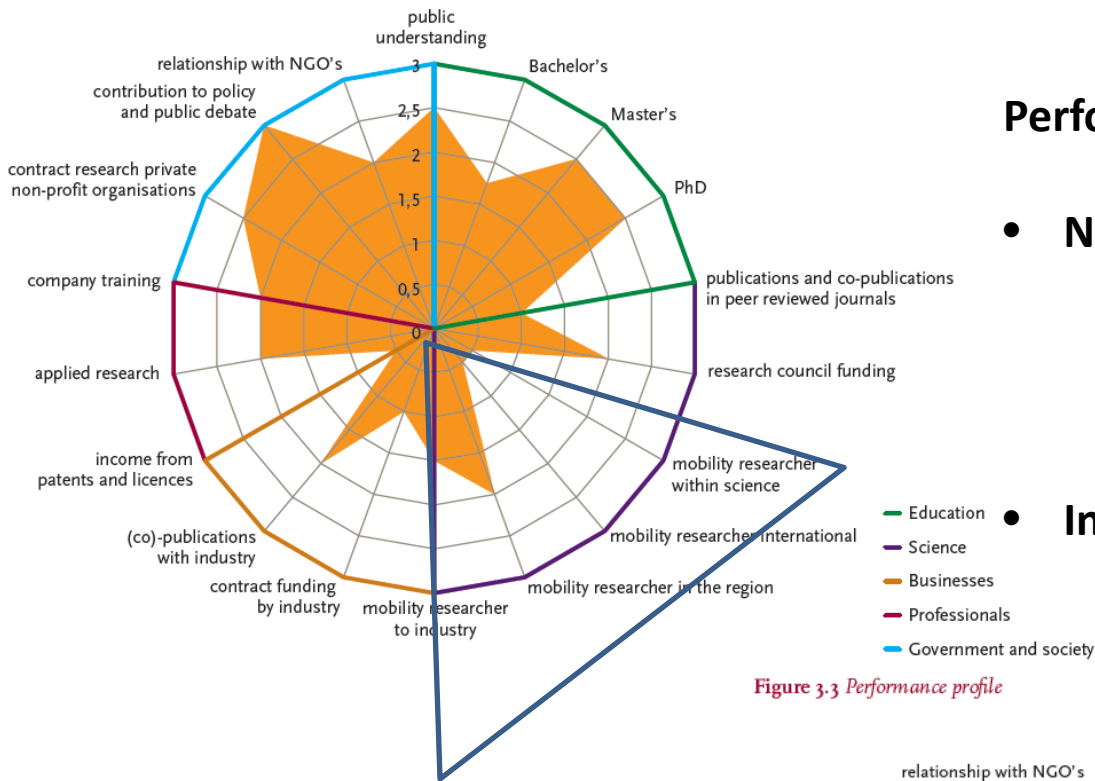 public
understanding
relationship with NGO's
contribution to policy
and public debate
contract research private
non-profit organisations
company training
applied research
income from
patents and licences
(co)-publications
with industry
contract funding
by industry
mobility researcher
to industry
mobility researcher in the region
mobility researcher international
mobility researcher
within science
research council funding
publications and co-publications
in peer reviewed journals
PhD
Master's
Bachelor's
3
2,5
2
1,5
1
0,5
0
Education
Science
Businesses
Professionals
Government and society
Figure 3.3 Performance profile
Perfo
• N
• In
relationship with NGO's